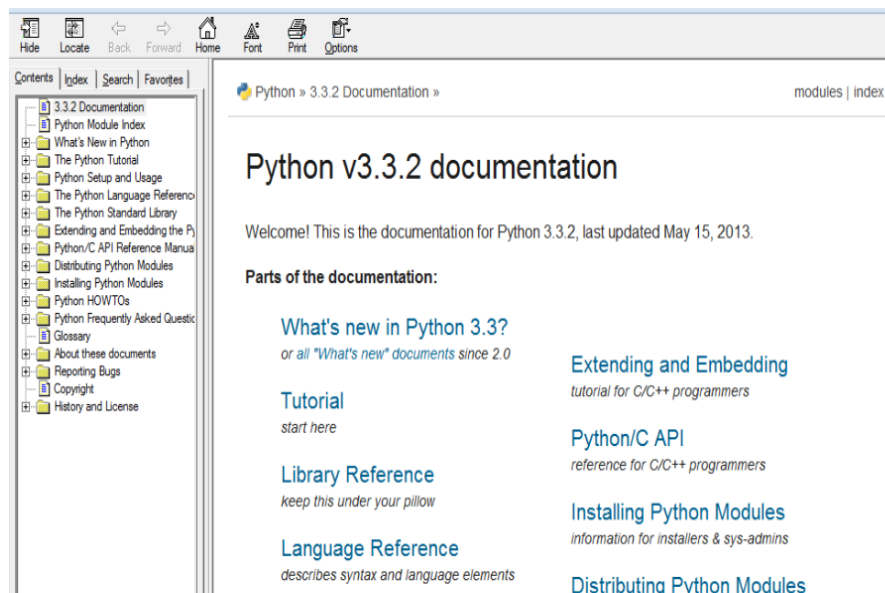 Hide Locate Back Forward Home Font Print Options
Contents Index Search Favorites
3.3.2 Documentation
Python Module Index
What's New in Python
The Python Tutorial
Python Setup and Usage
The Python Language Referenc
The Python Standard Library
Extending and Embedding the Py
Python/C API Reference Manua
Distributing Python Modules
Installing Python Modules
Python HOWTOs
Python Frequently Asked Questic
Glossary
About these documents
Reporting Bugs
Copyright
History and License
Python » 3.3.2 Documentation »
modules | index
Python v3.3.2 documentation
Welcome! This is the documentation for Python 3.3.2, last updated May 15, 2013.
Parts of the documentation:
What's new in Python 3.3?
or all "What's new" documents since 2.0
Tutorial
start here
Library Reference
keep this under your pillow
Language Reference
describes syntax and language elements
Extending and Embedding
tutorial for C/C++ programmers
Python/C API
reference for C/C++ programmers
Installing Python Modules
information for installers & sys-admins
Distributing Python Modules